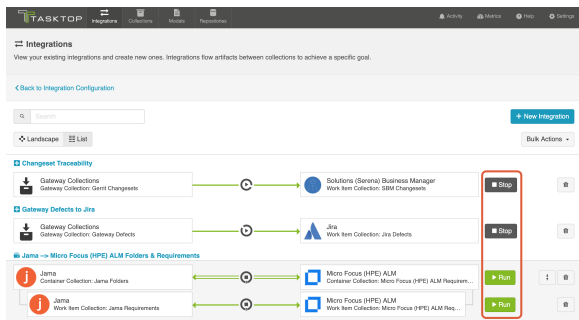 TASKTOP
Integrations
Collections
Models
Repositories
Activity
Metrics
Help
Settings
Integrations
View your existing integrations and create new ones. Integrations flow artifacts between collections to achieve a specific goal.
Back to Integration Configuration
Search
+ New Integration
Landscape
List
Bulk Actions
Changeset Traceability
Gateway Collections
Gateway Collection: Gerrit Changesets
Solutions (Serena) Business Manager
Work Item Collection: SBM Changesets
Stop
Gateway Defects to Jira
Gateway Collections
Gateway Collection: Gateway Defects
Jira
Work Item Collection: Jira Defects
Stop
Jama –> Micro Focus (HPE) ALM Folders & Requirements
Jama
Container Collection: Jama Folders
Micro Focus (HPE) ALM
Container Collection: Micro Focus (HPE) ALM Requirem…
Run
Jama
Work Item Collection: Jama Requirements
Micro Focus (HPE) ALM
Work Item Collection: Micro Focus (HPE) ALM Req…
Run